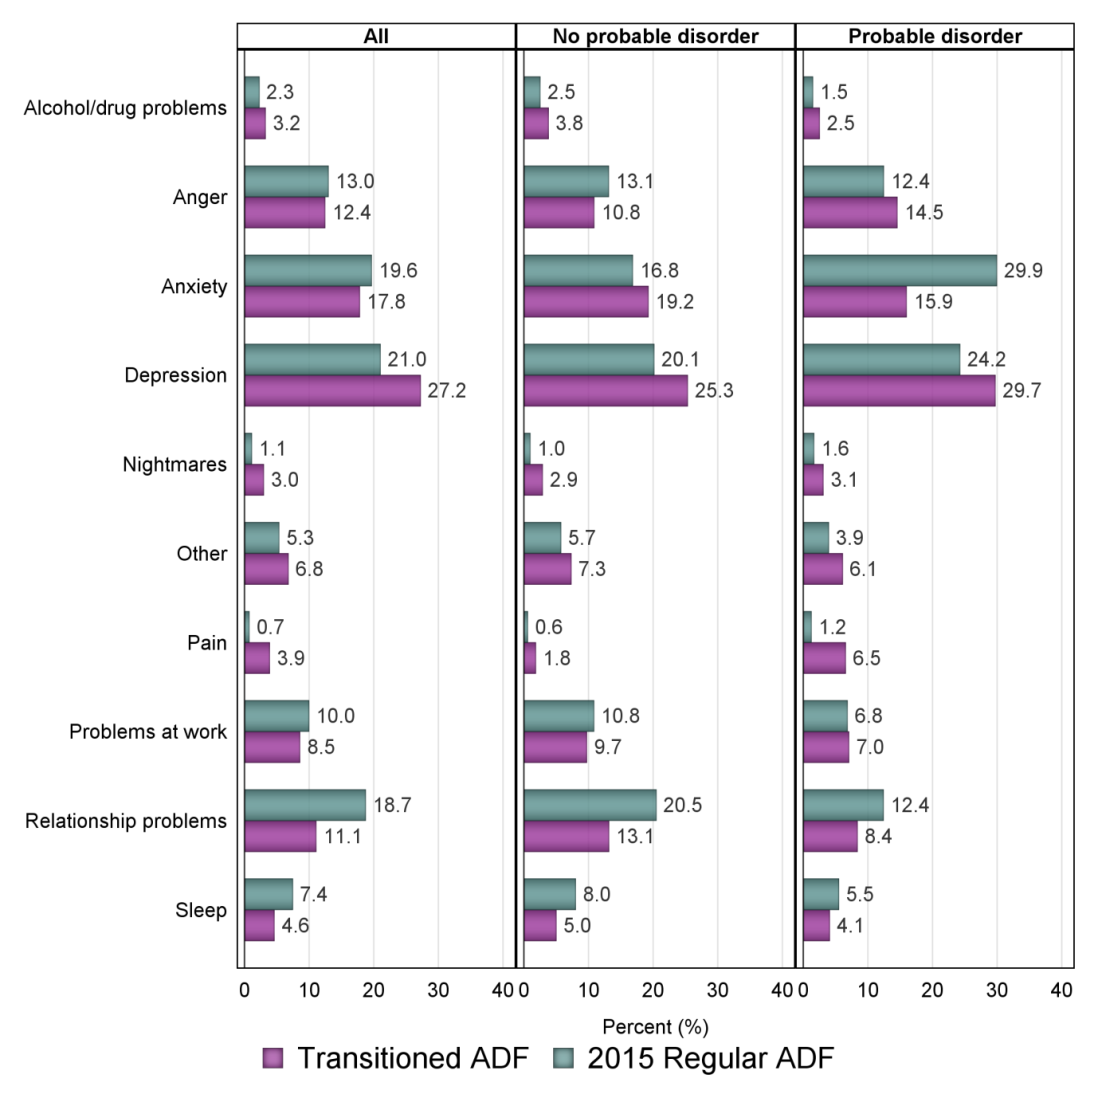 All No probable disorder Probable disorder
Alcohol/drug problems 2.3 2.5 1.5
3.2 3.8 2.5
Anger 13.0 13.1 12.4
12.4 10.8 14.5
Anxiety 19.6 16.8 29.9
17.8 19.2 15.9
Depression 21.0 20.1 24.2
27.2 25.3 29.7
Nightmares 1.1 1.0 1.6
3.0 2.9 3.1
Other 5.3 5.7 3.9
6.8 7.3 6.1
Pain 0.7 0.6 1.2
3.9 1.8 6.5
Problems at work 10.0 10.8 6.8
8.5 9.7 7.0
Relationship problems 18.7 20.5 12.4
11.1 13.1 8.4
Sleep 7.4 8.0 5.5
4.6 5.0 4.1
0 10 20 30 40 0 10 20 30 40 0 10 20 30 40
Percent (%)
Transitioned ADF 2015 Regular ADF